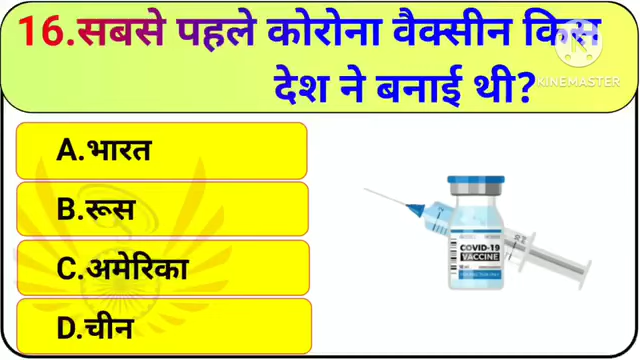 16.सबसे पहले कोरोना वैक्सीन किस
देश ने बनाई थी?
KINEMASTER
A.भारत
B.रूस
C.अमेरिका
D.चीन
COVID-19
VACCINE